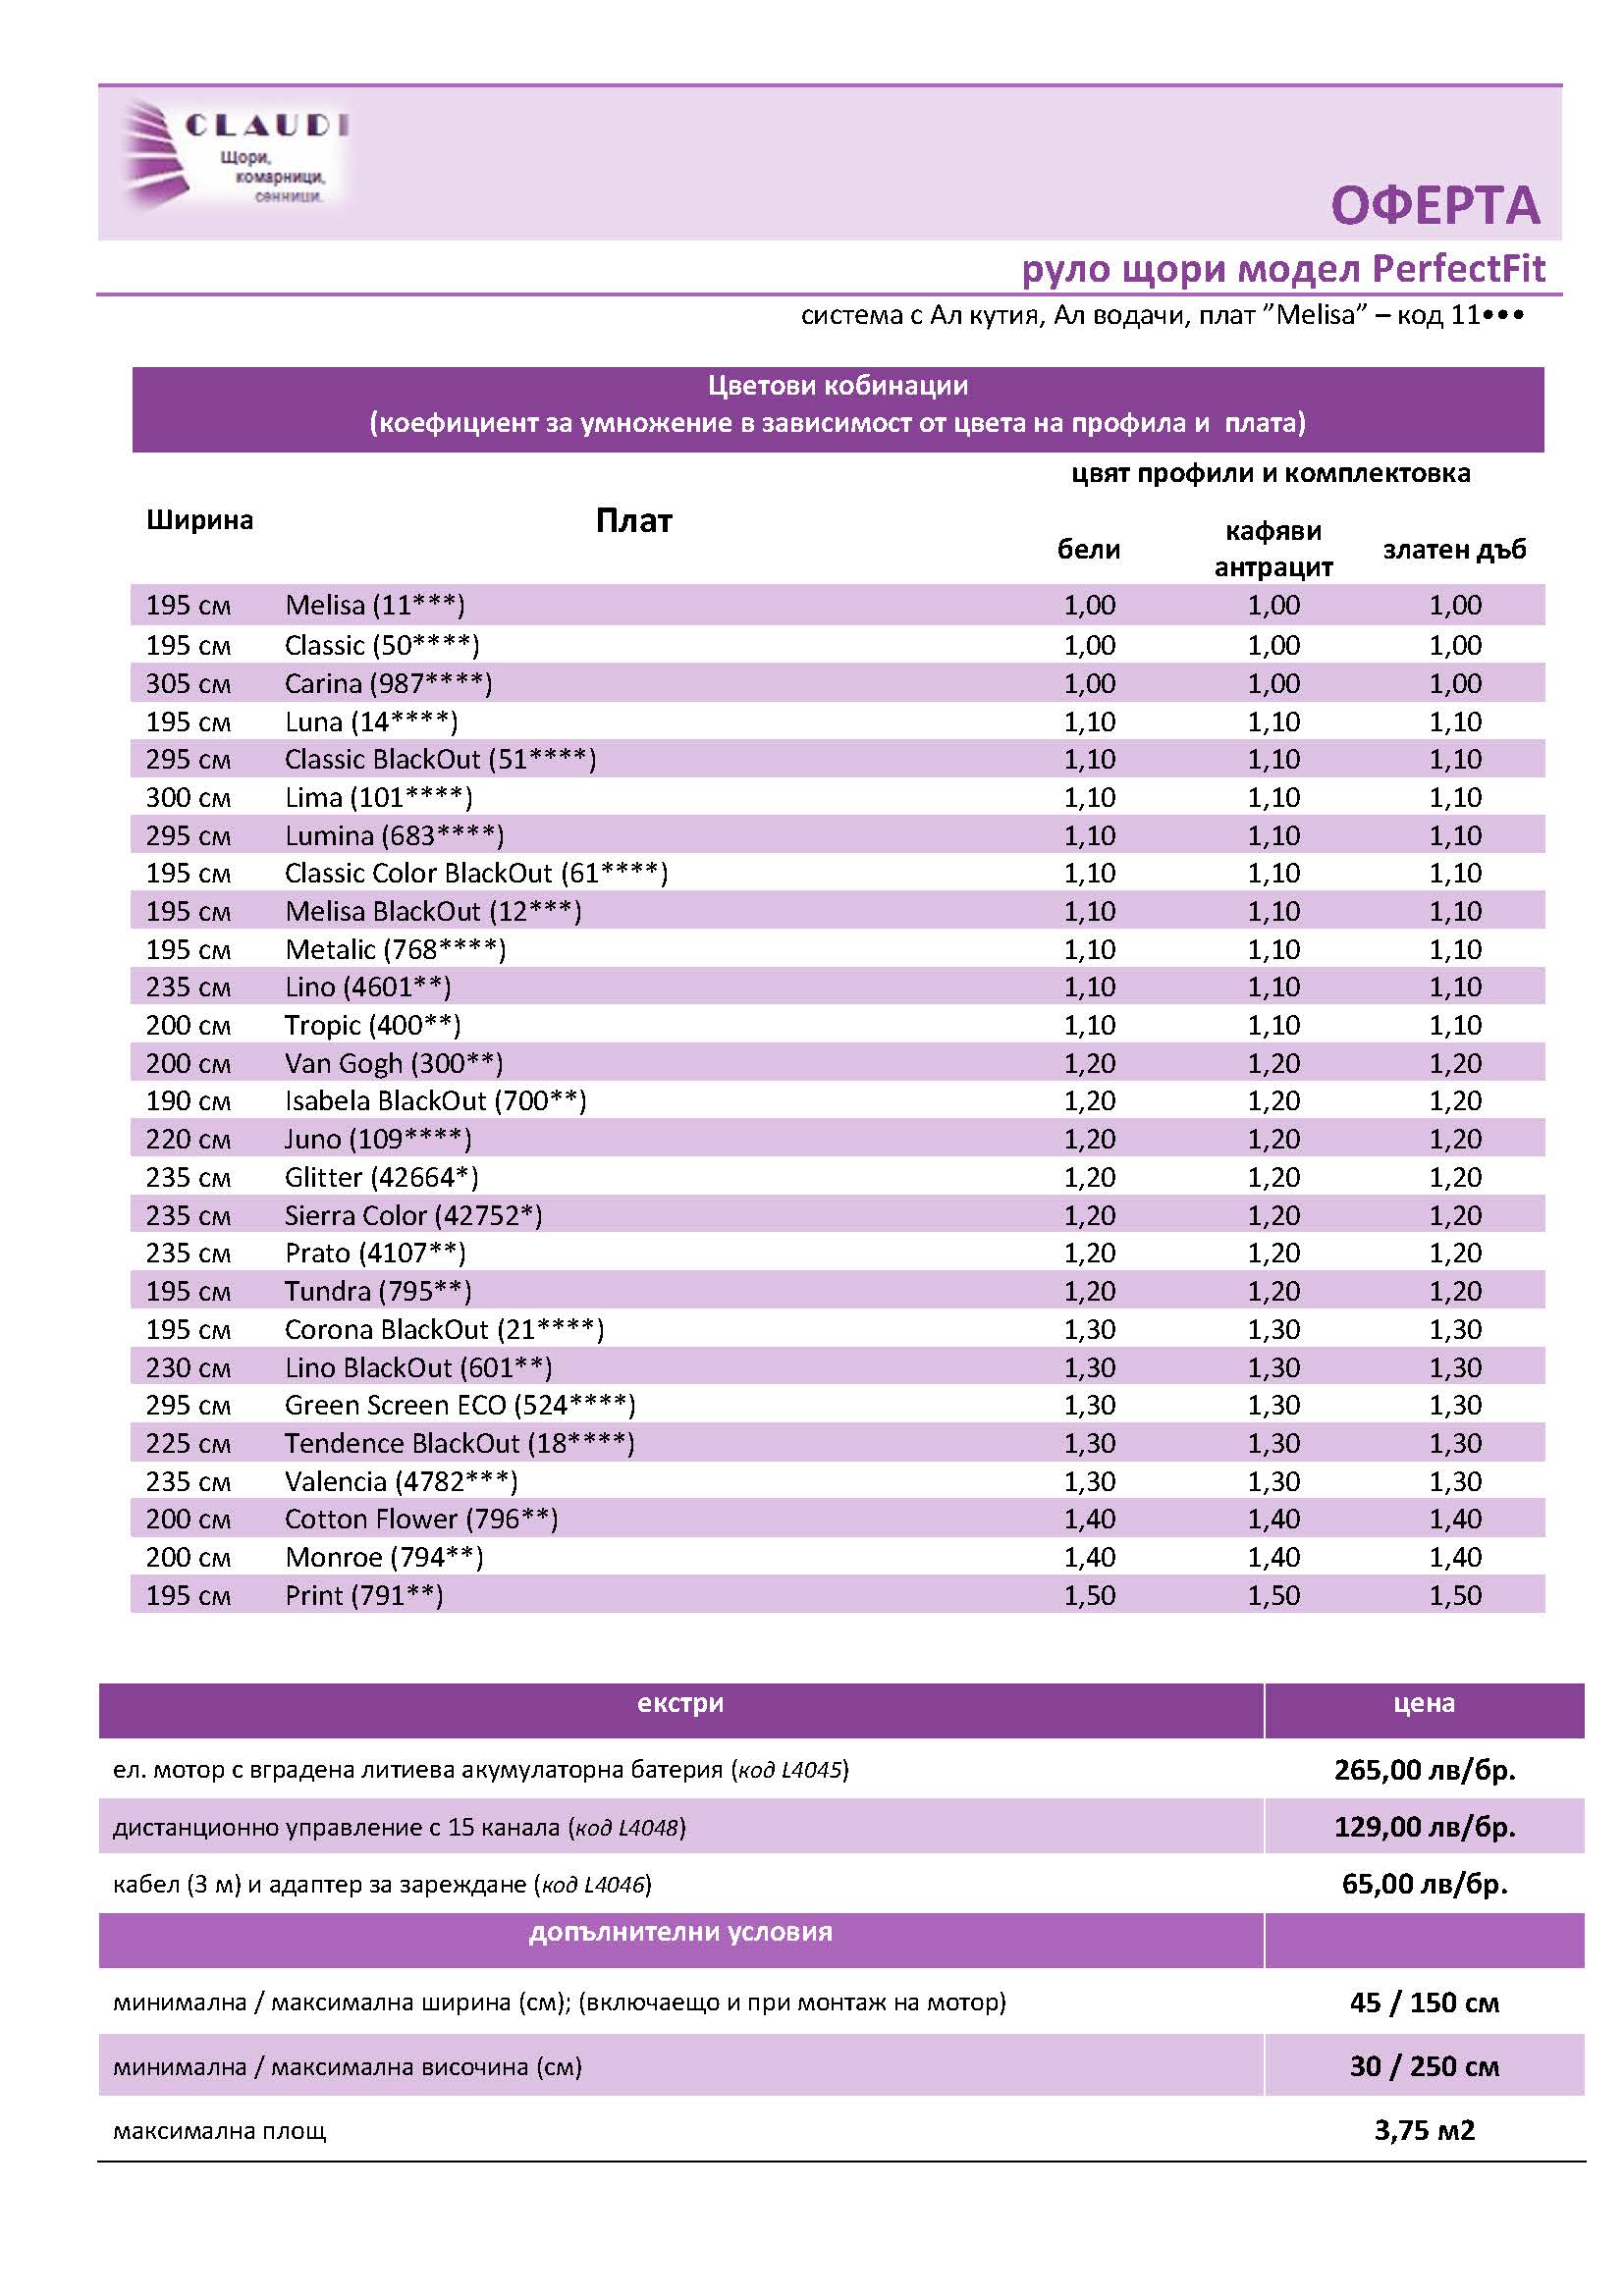 CLAUDI
Щори,
комарници,
сенници.
ОФЕРТА
руло щори модел PerfectFit
система с Ал кутия, Ал водачи, плат ”Melisa” – код 11•••
Цветови кобинации
(коефициент за умножение в зависимост от цвета на профила и плата)
цвят профили и комплектовка
Ширина Плат бели кафяви антрацит златен дъб
195 см Melisa (11***) 1,00 1,00 1,00
195 см Classic (50****) 1,00 1,00 1,00
305 см Carina (987****) 1,00 1,00 1,00
195 см Luna (14****) 1,10 1,10 1,10
295 см Classic BlackOut (51****) 1,10 1,10 1,10
300 см Lima (101****) 1,10 1,10 1,10
295 см Lumina (683****) 1,10 1,10 1,10
195 см Classic Color BlackOut (61****) 1,10 1,10 1,10
195 см Melisa BlackOut (12***) 1,10 1,10 1,10
195 см Metalic (768****) 1,10 1,10 1,10
235 см Lino (4601**) 1,10 1,10 1,10
200 см Tropic (400**) 1,10 1,10 1,10
200 см Van Gogh (300**) 1,20 1,20 1,20
190 см Isabela BlackOut (700**) 1,20 1,20 1,20
220 см Juno (109****) 1,20 1,20 1,20
235 см Glitter (42664*) 1,20 1,20 1,20
235 см Sierra Color (42752*) 1,20 1,20 1,20
235 см Prato (4107**) 1,20 1,20 1,20
195 см Tundra (795**) 1,20 1,20 1,20
195 см Corona BlackOut (21****) 1,30 1,30 1,30
230 см Lino BlackOut (601**) 1,30 1,30 1,30
295 см Green Screen ECO (524****) 1,30 1,30 1,30
225 см Tendence BlackOut (18****) 1,30 1,30 1,30
235 см Valencia (4782***) 1,30 1,30 1,30
200 см Cotton Flower (796**) 1,40 1,40 1,40
200 см Monroe (794**) 1,40 1,40 1,40
195 см Print (791**) 1,50 1,50 1,50
екстри цена
ел. мотор с вградена литиева акумулаторна батерия (код L4045) 265,00 лв/бр.
дистанционно управление с 15 канала (код L4048) 129,00 лв/бр.
кабел (3 м) и адаптер за зареждане (код L4046) 65,00 лв/бр.
допълнителни условия
минимална / максимална ширина (см); (включаещо и при монтаж на мотор) 45 / 150 см
минимална / максимална височина (см) 30 / 250 см
максимална площ 3,75 м2